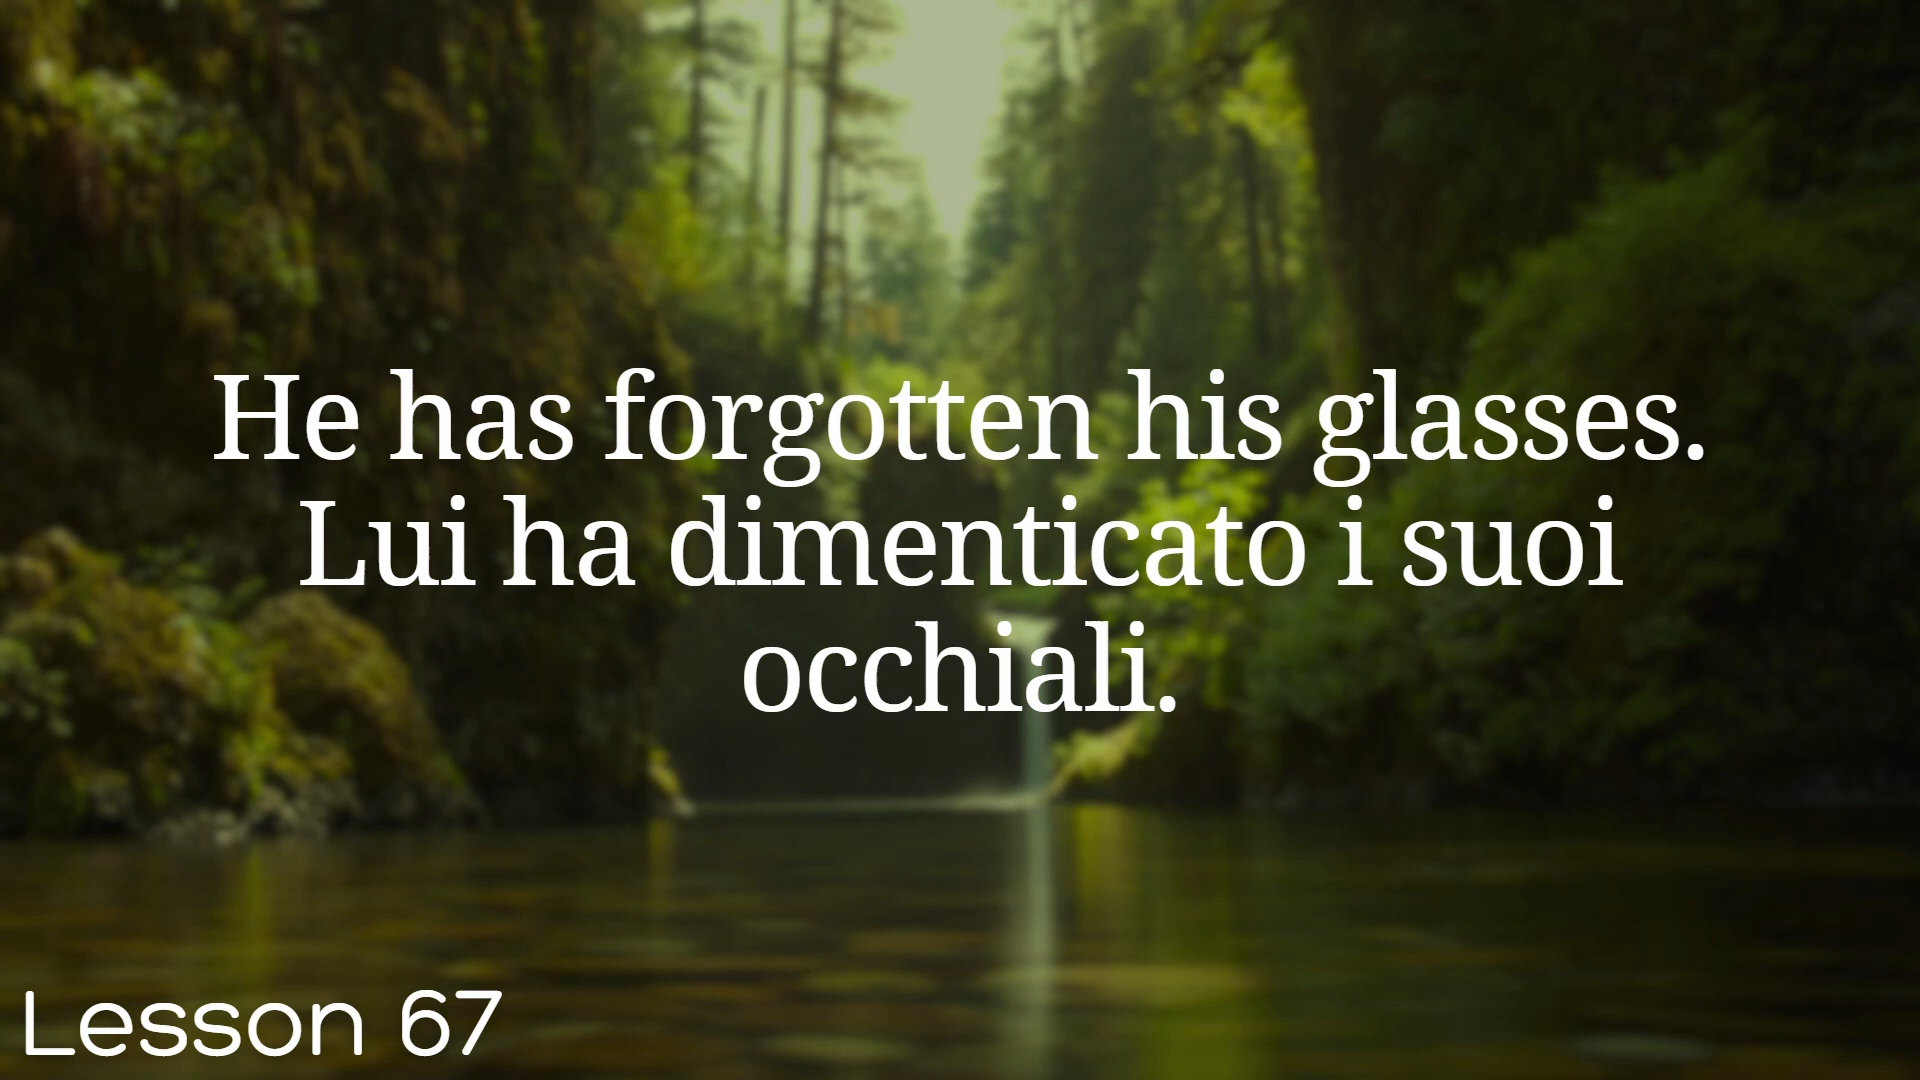 He has forgotten his glasses.
Lui ha dimenticato i suoi
occhiali.
Lesson 67